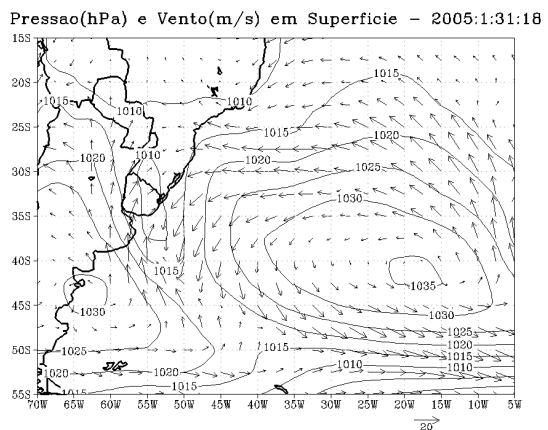 Pressao(hPa) e Vento(m/s) em Superficie - 2005:1:31:18
15S
1015
20S
1015 1010 1010
25S
1015
1010 1020
1020 1020
30S
1025
1030
35S
1015
40S
1035
45S
1030 1030
1025
50S
1025 1015 1020
1015
1020 1020 1010 1010
1015 1015
55S
70W 65W 60W 55W 50W 45W 40W 35W 30W 25W 20W 15W 10W 5W
20